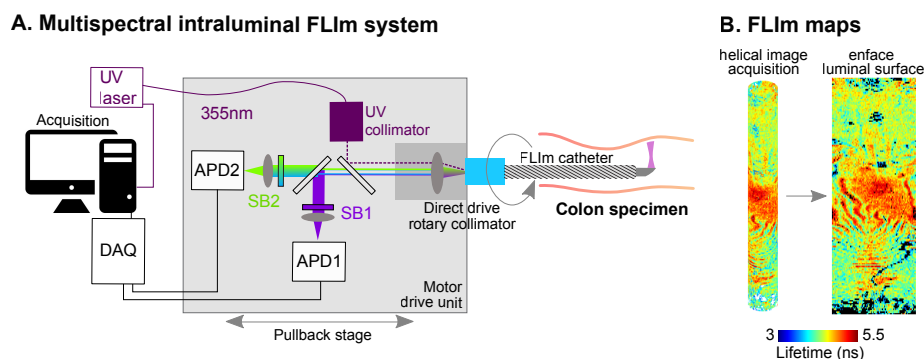 A. Multispectral intraluminal FLIm system
UV
laser
355nm
Acquisition
UV
collimator
APD2
SB2
SB1
FLIm catheter
Direct drive
rotary collimator
Colon specimen
DAQ
APD1
Motor
drive unit
Pullback stage
B. FLIm maps
helical image
acquisition
enface
luminal surface
3
5.5
Lifetime (ns)